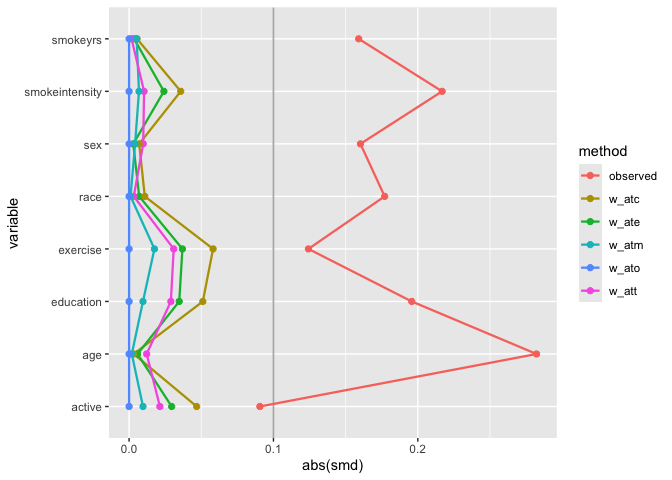 smokeyrs
smokeintensity
sex
race
exercise
education
age
active
variable
0.0
0.1
0.2
abs(smd)
method
observed
w_atc
w_ate
w_atm
w_ato
w_att